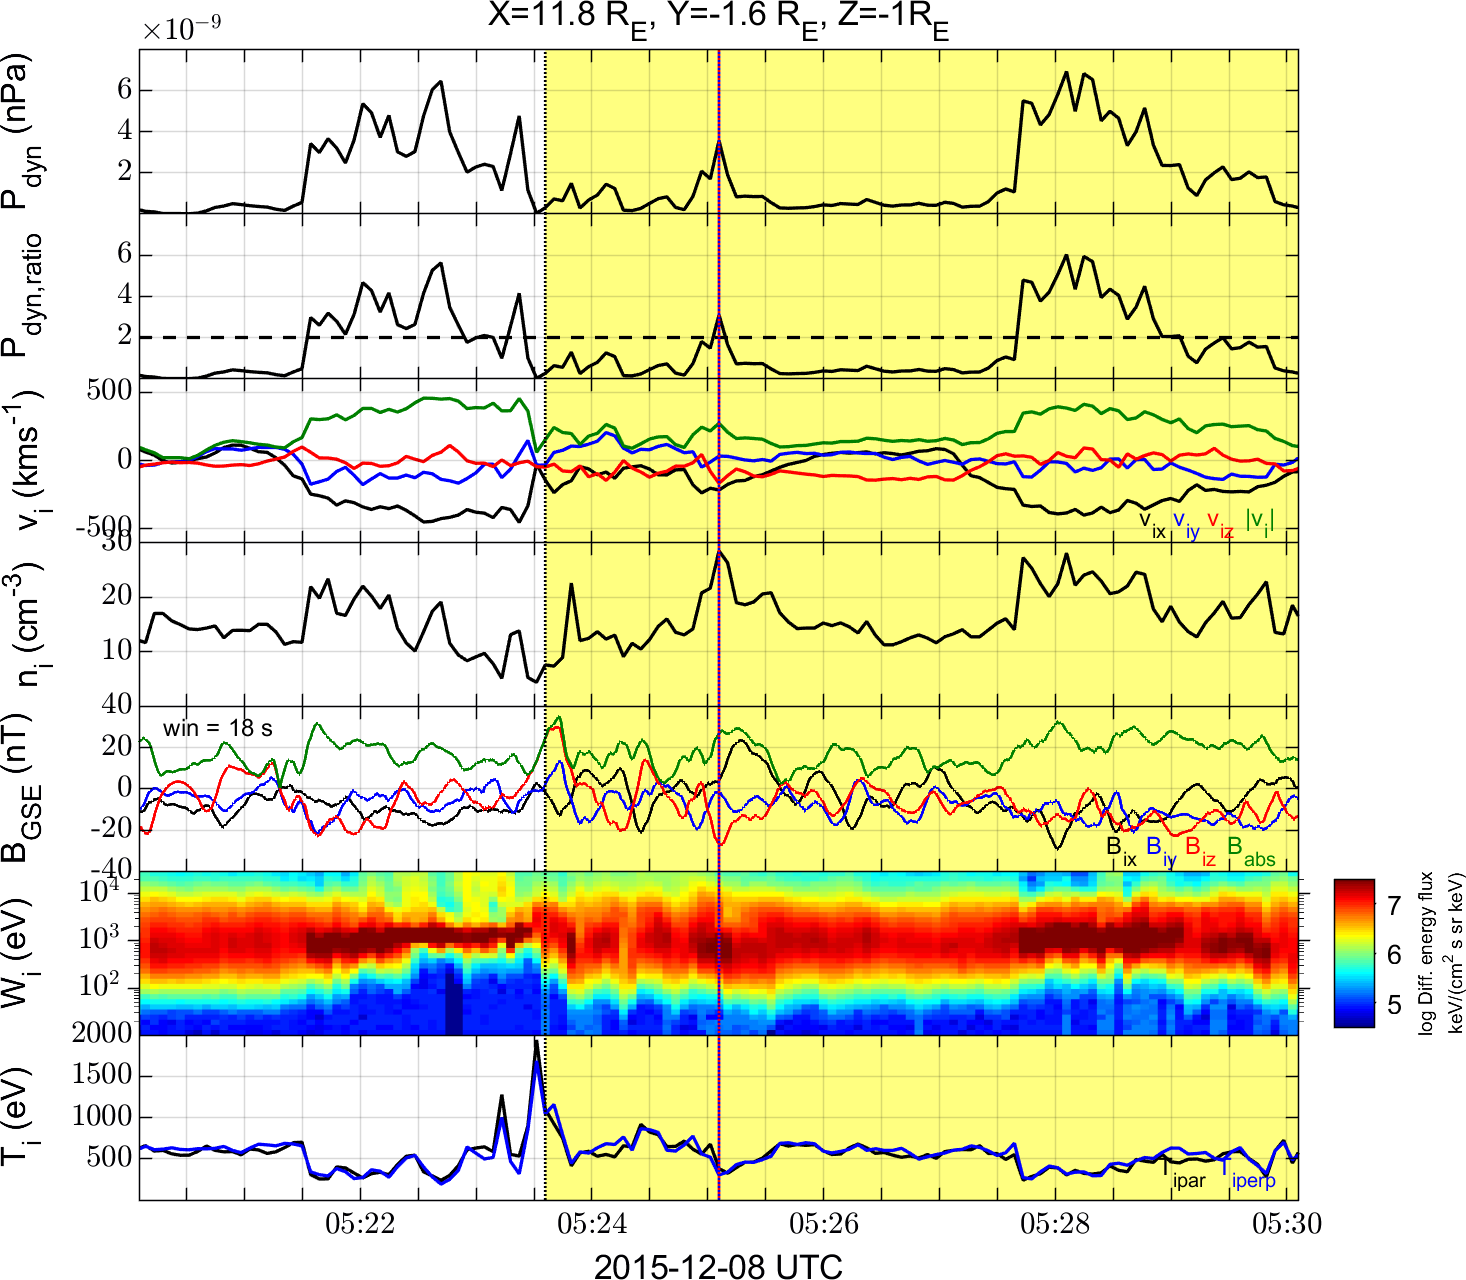 X=11.8 R_E, Y=-1.6 R_E, Z=-1R_E
×10^-9
P_dyn (nPa)
6
4
2
P_dyn,ratio
6
4
2
v_i (kms^-1)
500
0
-500
v_ix v_iy v_iz |v_i|
n_i (cm^-3)
30
20
10
B_GSE (nT)
40
20
0
-20
-40
win = 18 s
B_ix B_iy B_iz B_abs
W_i (eV)
10^4
10^3
10^2
7
6
5
log Diff. energy flux
keV/(cm^2 s sr keV)
T_i (eV)
2000
1500
1000
500
T_ipar T_iperp
05:22 05:24 05:26 05:28 05:30
2015-12-08 UTC